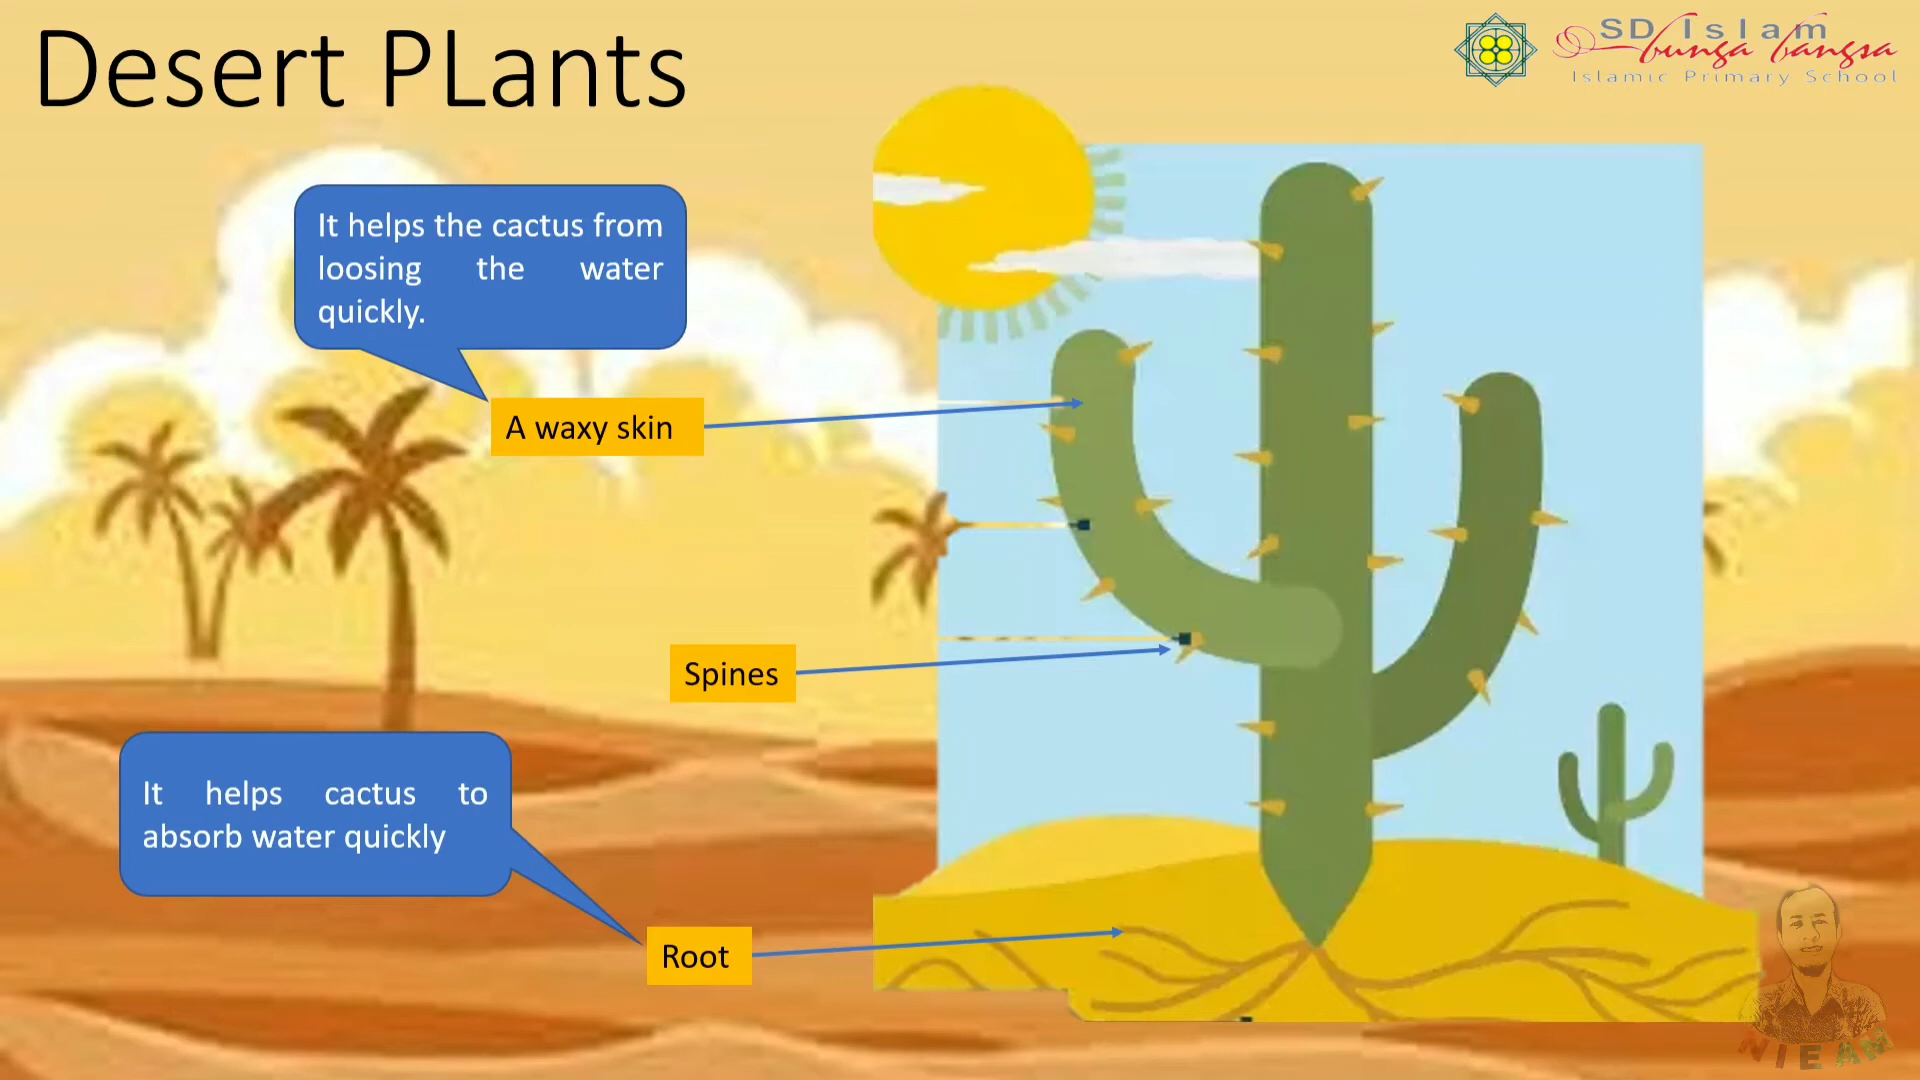 Desert PLants
SD Islam
bunga bangsa
Islamic Primary School
It helps the cactus from
loosing the water
quickly.
A waxy skin
Spines
It helps cactus to
absorb water quickly
Root
NIEAM